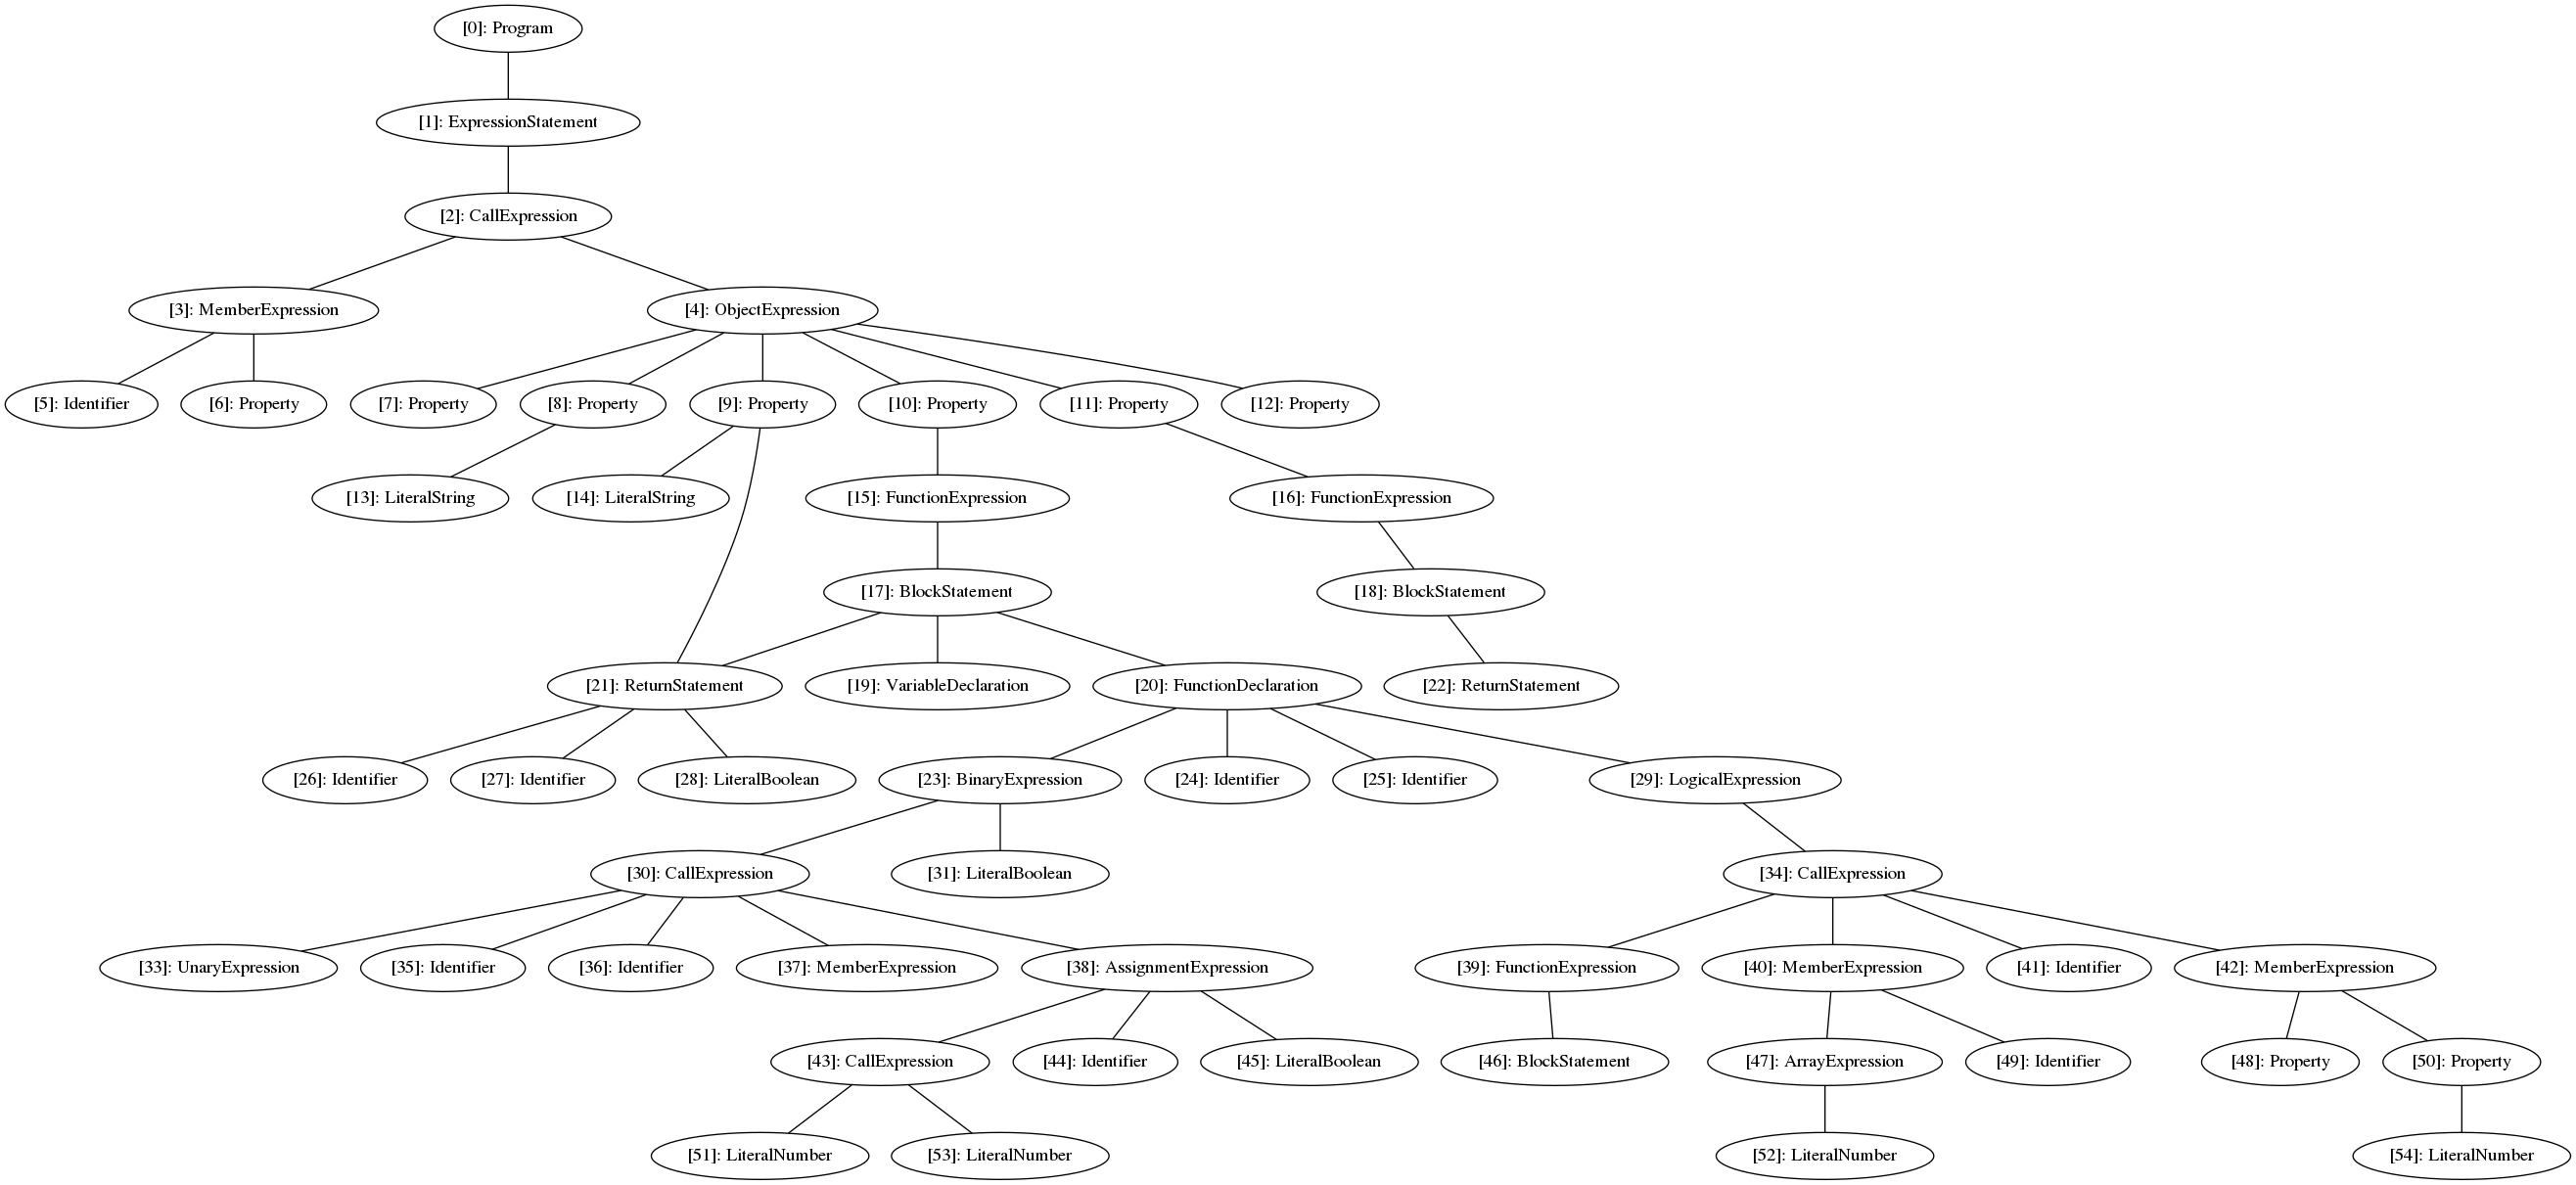 [0]: Program
[1]: ExpressionStatement
[2]: CallExpression
[3]: MemberExpression
[4]: ObjectExpression
[5]: Identifier
[6]: Property
[7]: Property
[8]: Property
[9]: Property
[10]: Property
[11]: Property
[12]: Property
[13]: LiteralString
[14]: LiteralString
[15]: FunctionExpression
[16]: FunctionExpression
[17]: BlockStatement
[18]: BlockStatement
[21]: ReturnStatement
[19]: VariableDeclaration
[20]: FunctionDeclaration
[22]: ReturnStatement
[26]: Identifier
[27]: Identifier
[28]: LiteralBoolean
[23]: BinaryExpression
[24]: Identifier
[25]: Identifier
[29]: LogicalExpression
[30]: CallExpression
[31]: LiteralBoolean
[34]: CallExpression
[33]: UnaryExpression
[35]: Identifier
[36]: Identifier
[37]: MemberExpression
[38]: AssignmentExpression
[39]: FunctionExpression
[40]: MemberExpression
[41]: Identifier
[42]: MemberExpression
[43]: CallExpression
[44]: Identifier
[45]: LiteralBoolean
[46]: BlockStatement
[47]: ArrayExpression
[49]: Identifier
[48]: Property
[50]: Property
[51]: LiteralNumber
[53]: LiteralNumber
[52]: LiteralNumber
[54]: LiteralNumber